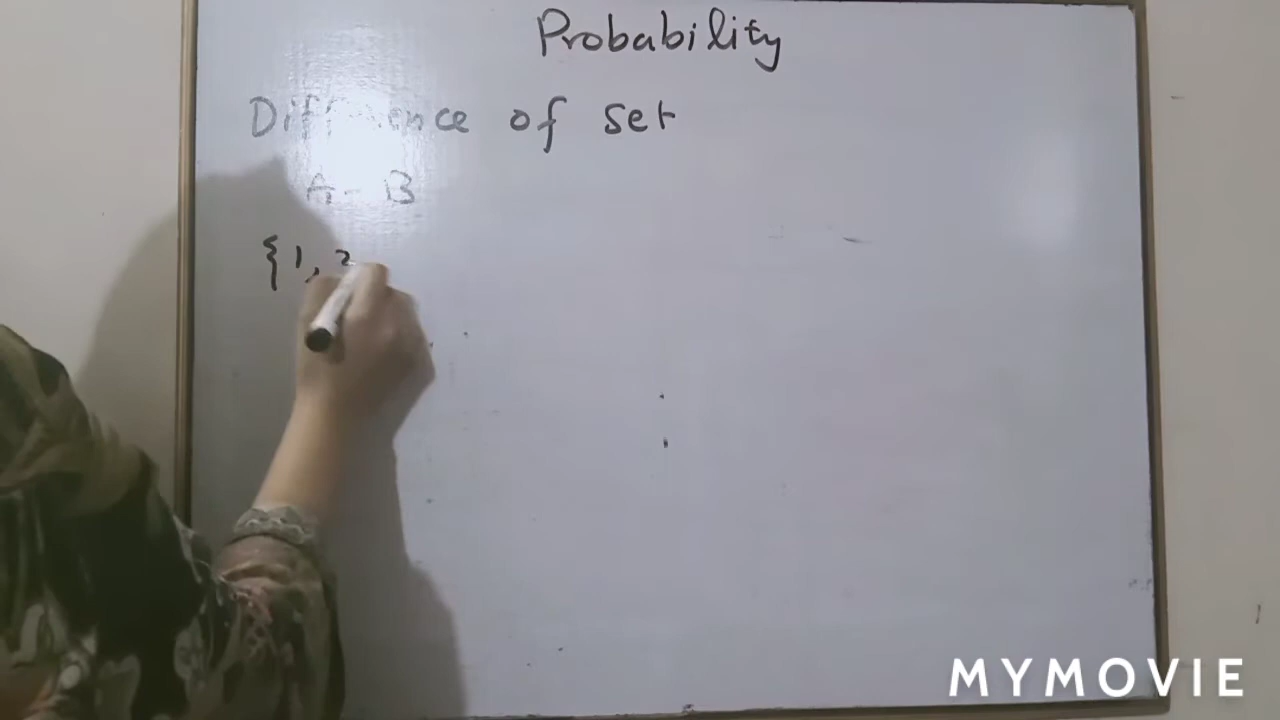 Probability
Difference of set
A - B
{1, 2
MYMOVIE